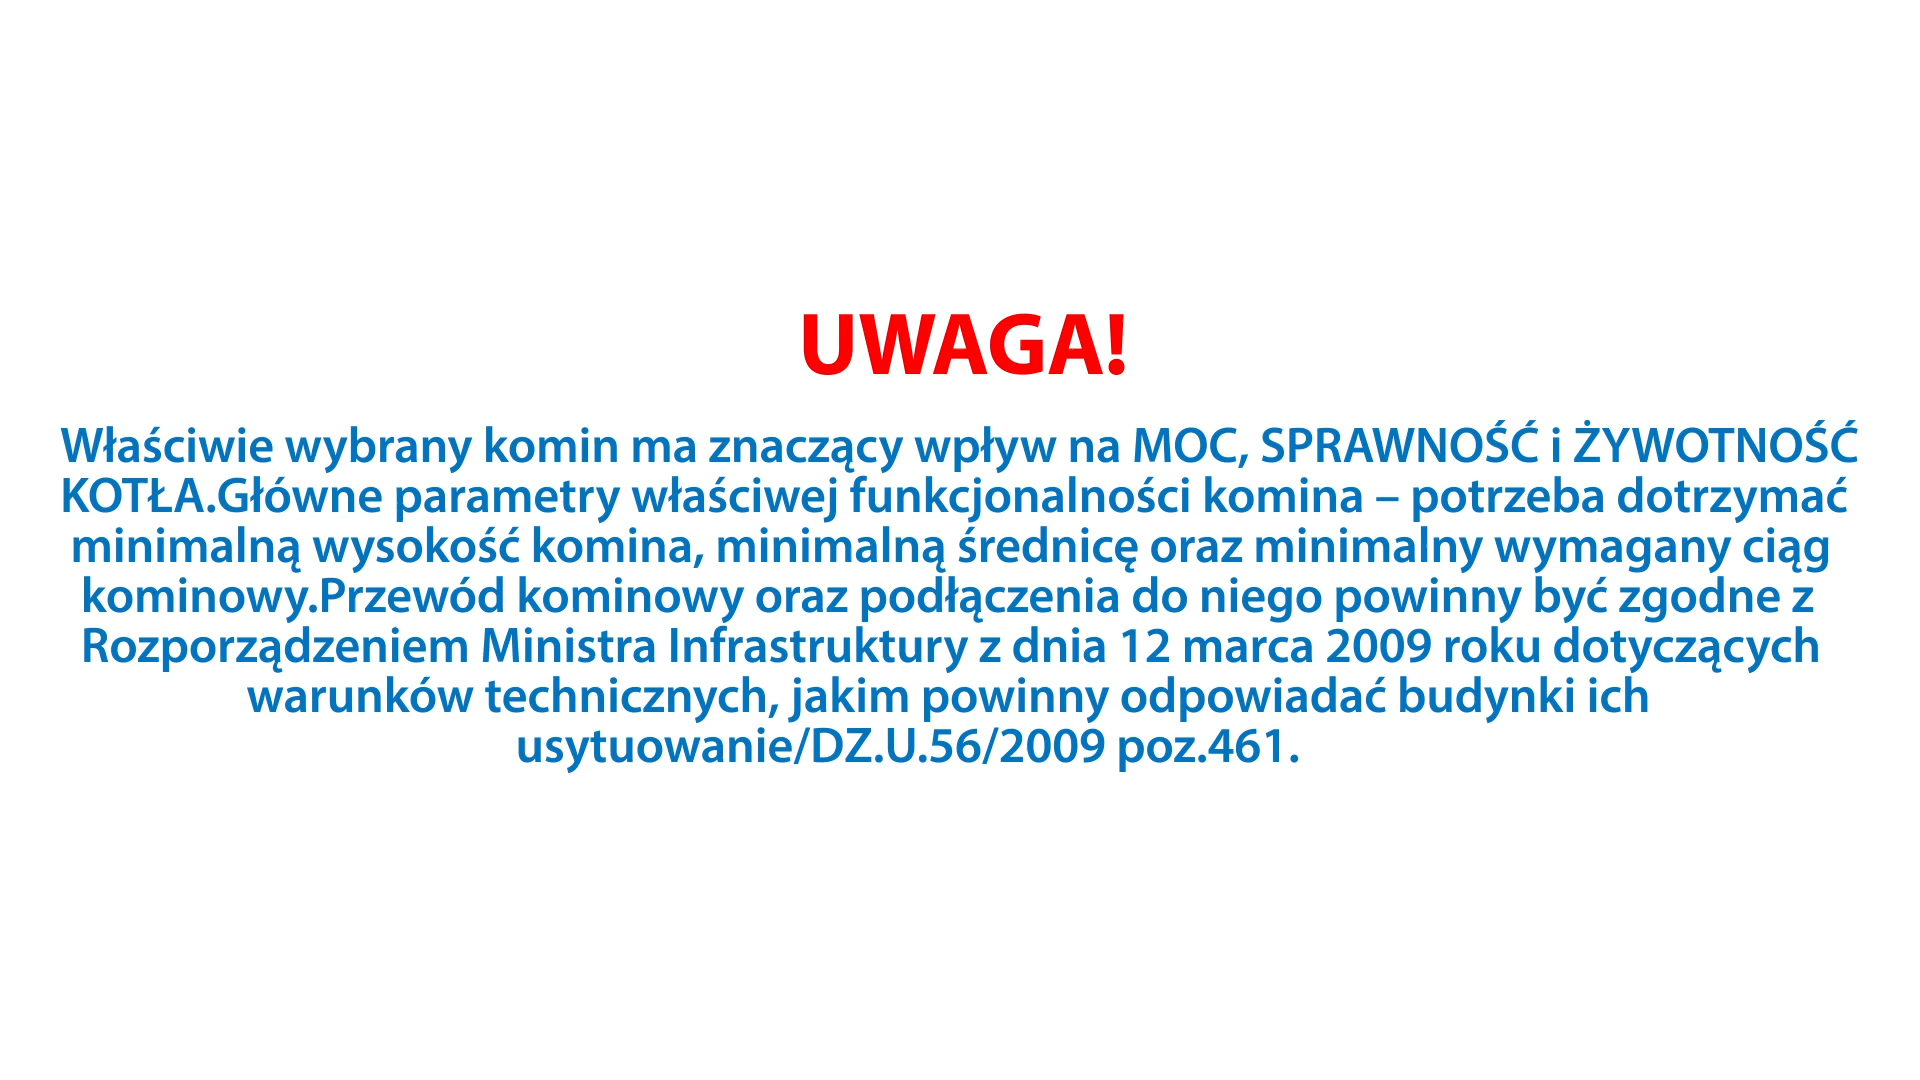 UWAGA!
Właściwie wybrany komin ma znaczący wpływ na MOC, SPRAWNOŚĆ i ŻYWOTNOŚĆ
KOTŁA.Główne parametry właściwej funkcjonalności komina – potrzeba dotrzymać
minimalną wysokość komina, minimalną średnicę oraz minimalny wymagany ciąg
kominowy.Przewód kominowy oraz podłączenia do niego powinny być zgodne z
Rozporządzeniem Ministra Infrastruktury z dnia 12 marca 2009 roku dotyczących
warunków technicznych, jakim powinny odpowiadać budynki ich
usytuowanie/DZ.U.56/2009 poz.461.